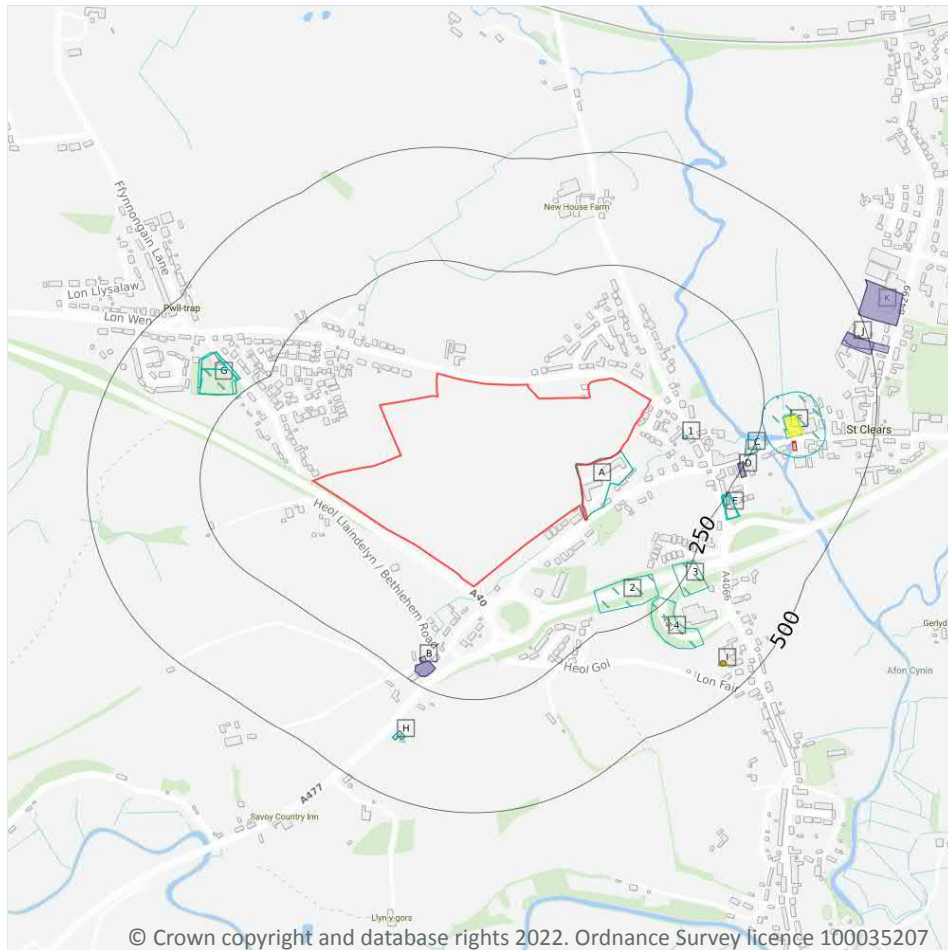 New House Farm
Ffynnongain Lane
Lon Llysalaw
Pwll-trap
Lon Wen
K
B4299
J
G
1
C
St Clears
D
A
E
Heol Llaindelyn / Bethlehem Road
250
A40
3
2
A4066
4
500
Gerlyd
B
I
Heol Goi
Lon Fair
Afon Cynin
H
A477
Savoy Country Inn
Llyn-y-gors
© Crown copyright and database rights 2022. Ordnance Survey licence 100035207